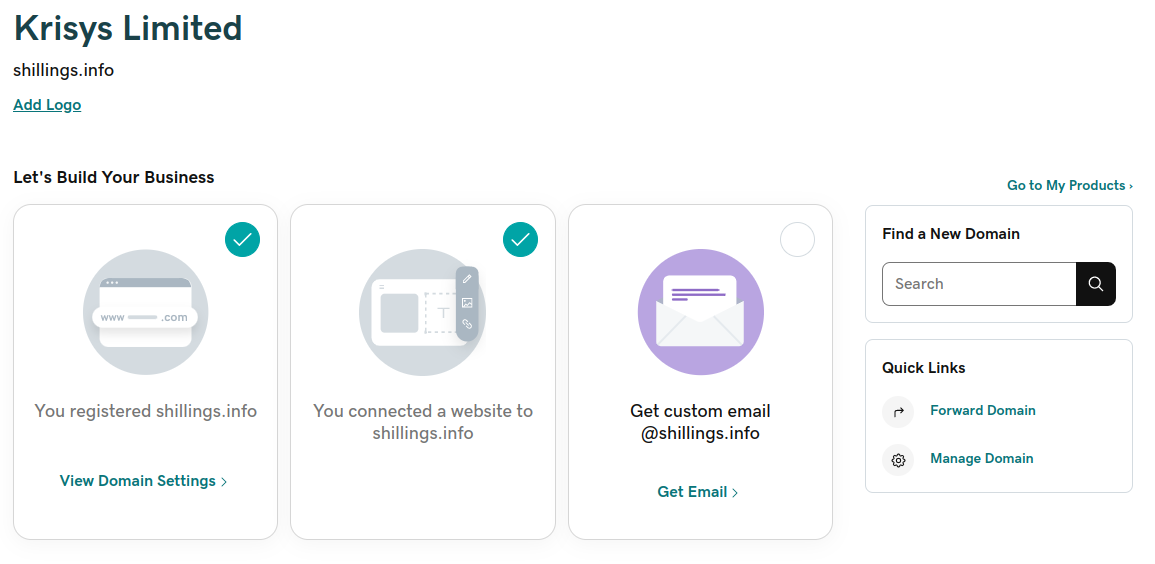 Krisys Limited
shillings.info
Add Logo
Let's Build Your Business
Go to My Products ›
www .com
You registered shillings.info
View Domain Settings >
T
You connected a website to
shillings.info
Get custom email
@shillings.info
Get Email >
Find a New Domain
Search
Quick Links
Forward Domain
Manage Domain